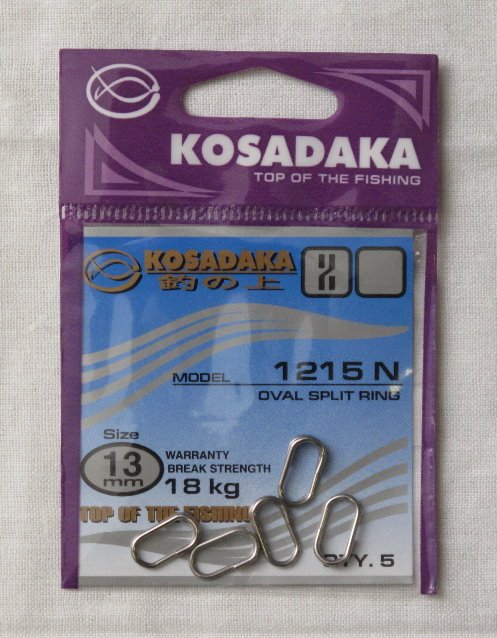 KOSADAKA
TOP OF THE FISHING
KOSADAKA
釣の上
MODEL 1215 N
OVAL SPLIT RING
Size
13
mm
WARRANTY
BREAK STRENGTH
18 kg
TOP OF THE FISHING
QTY. 5